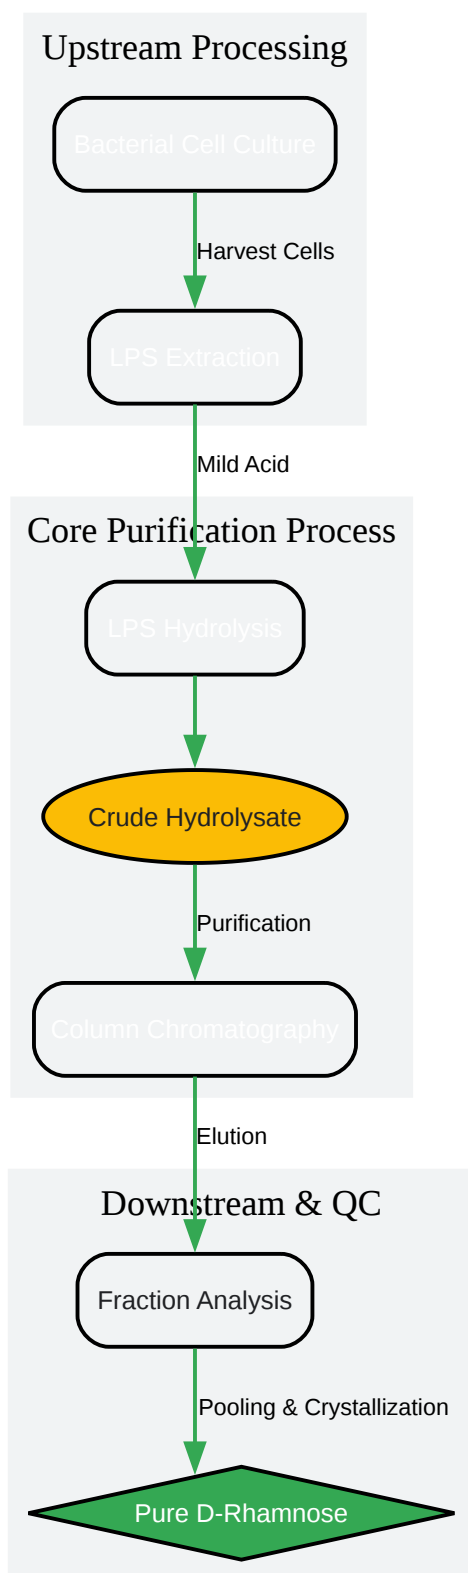 Upstream Processing
Bacterial Cell Culture
Harvest Cells
LPS Extraction
Mild Acid
Core Purification Process
LPS Hydrolysis
Crude Hydrolysate
Purification
Column Chromatography
Elution
Downstream & QC
Fraction Analysis
Pooling & Crystallization
Pure D-Rhamnose